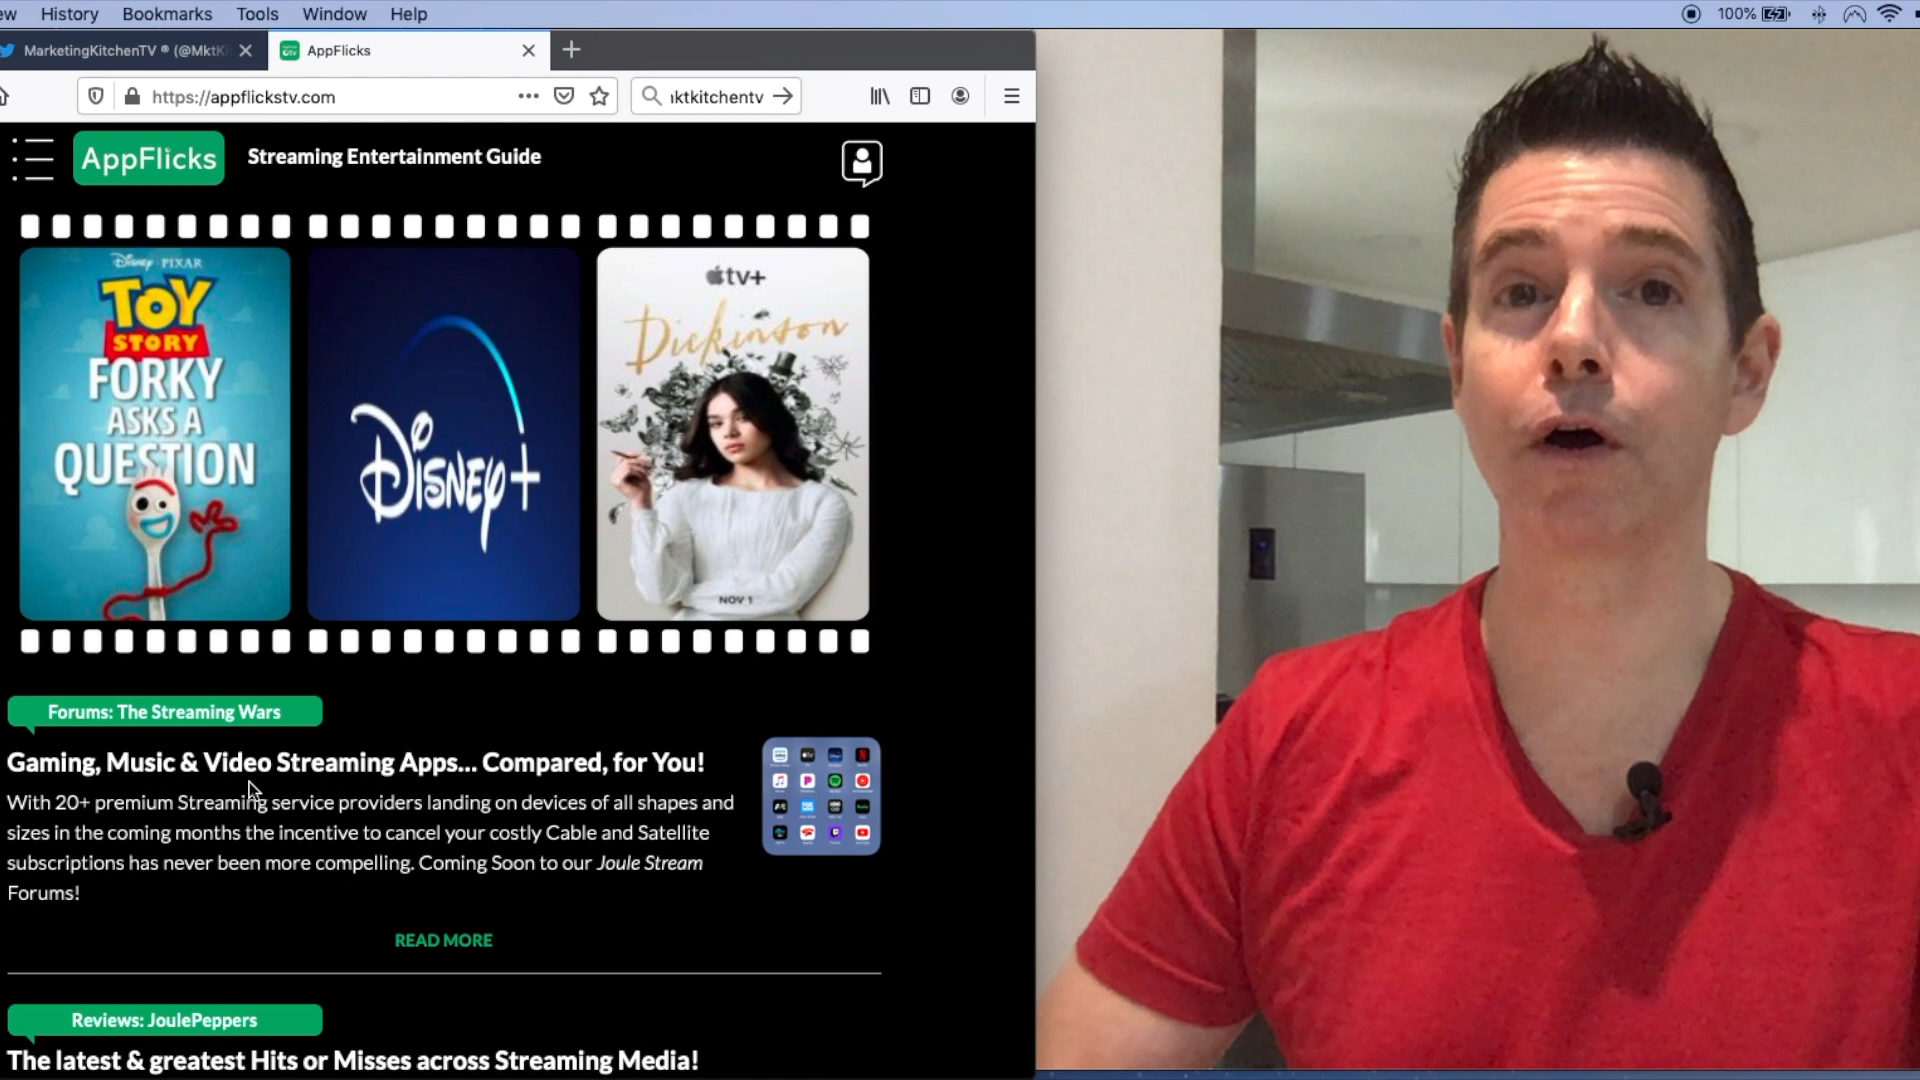 History Bookmarks Tools Window Help
100%
MarketingKitchenTV ® (@MktKi
AppFlicks
https://appflickstv.com
ıktkitchentv
AppFlicks
Streaming Entertainment Guide
Disney · PIXAR
TOY
STORY
FORKY
ASKS A
QUESTION
Disney+
tv+
Dickinson
NOV 1
Forums: The Streaming Wars
Gaming, Music & Video Streaming Apps... Compared, for You!
With 20+ premium Streaming service providers landing on devices of all shapes and
sizes in the coming months the incentive to cancel your costly Cable and Satellite
subscriptions has never been more compelling. Coming Soon to our Joule Stream
Forums!
READ MORE
Reviews: JoulePeppers
The latest & greatest Hits or Misses across Streaming Media!